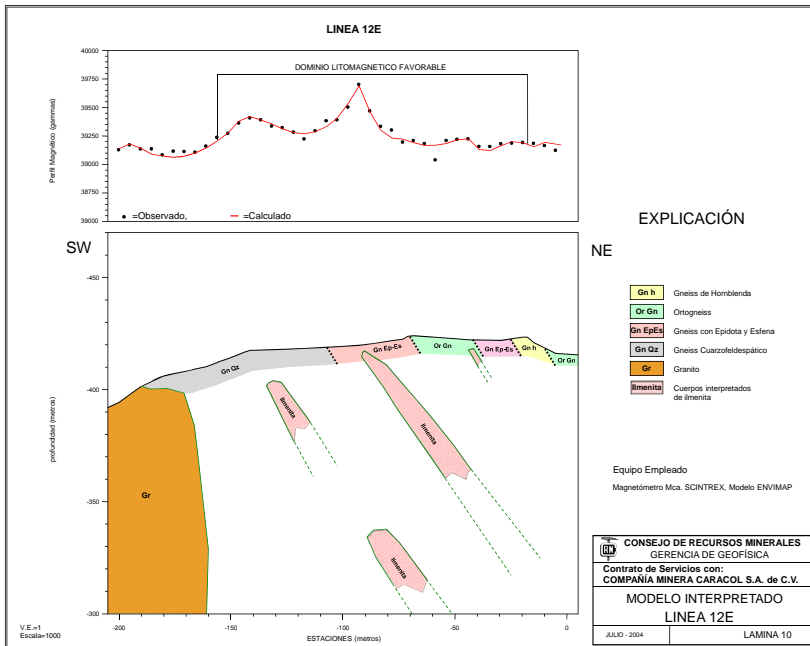 LINEA 12E
40000
39750
39500
39250
39000
38750
39000
Perfil Magnético (gammas)
DOMINIO LITOMAGNETICO FAVORABLE
=Observado,
=Calculado
SW
NE
-450
-400
-350
-300
profundidad (metros)
Gn Qz
Gn Ep-Es
Or Gn
Gn Ep-Es
Gn h
Or Gn
Ilmenita
Ilmenita
Ilmenita
Gr
-200
-150
-100
-50
0
ESTACIONES (metros)
V.E.=1
Escala=1000
EXPLICACIÓN
Gn h Gneiss de Hornblenda
Or Gn Ortogneiss
Gn EpEs Gneiss con Epidota y Esfena
Gn Qz Gneiss Cuarzofeldespático
Gr Granito
Ilmenita Cuerpos interpretados
de ilmenita
Equipo Empleado
Magnetómetro Mca. SCINTREX, Modelo ENVIMAP
CONSEJO DE RECURSOS MINERALES
GERENCIA DE GEOFÍSICA
Contrato de Servicios con:
COMPAÑÍA MINERA CARACOL S.A. de C.V.
MODELO INTERPRETADO
LINEA 12E
JULIO - 2004
LAMINA 10